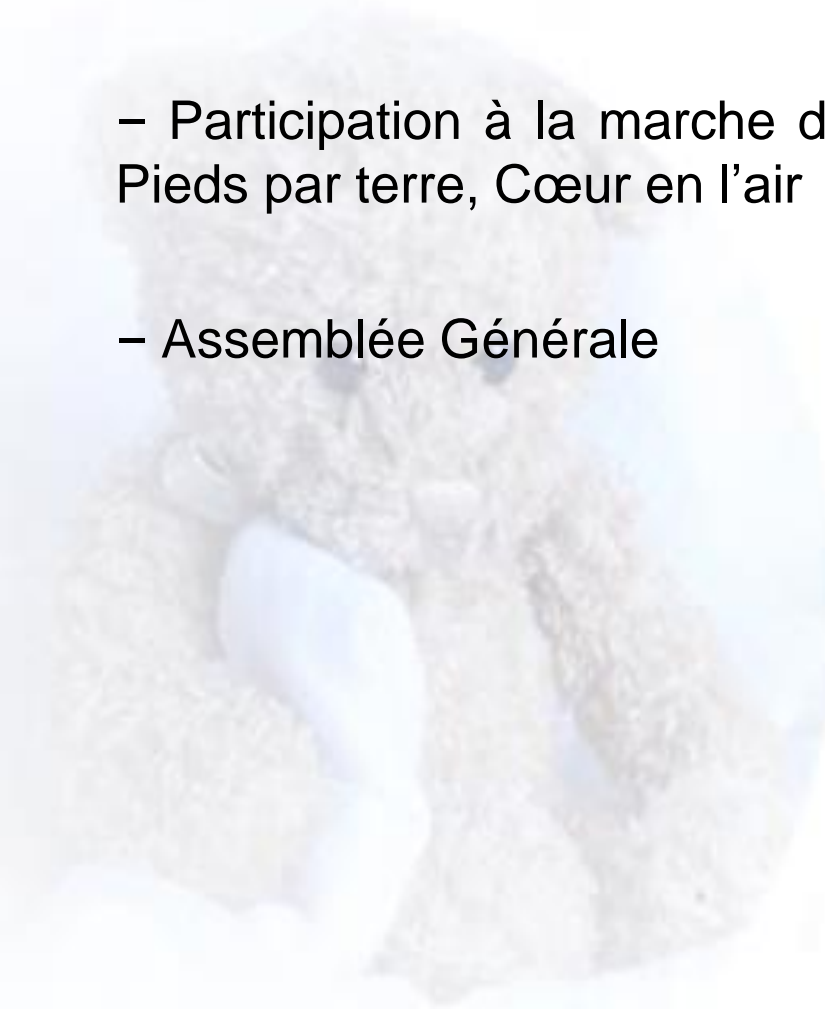 – Participation à la marche d
Pieds par terre, Cœur en l’air
– Assemblée Générale